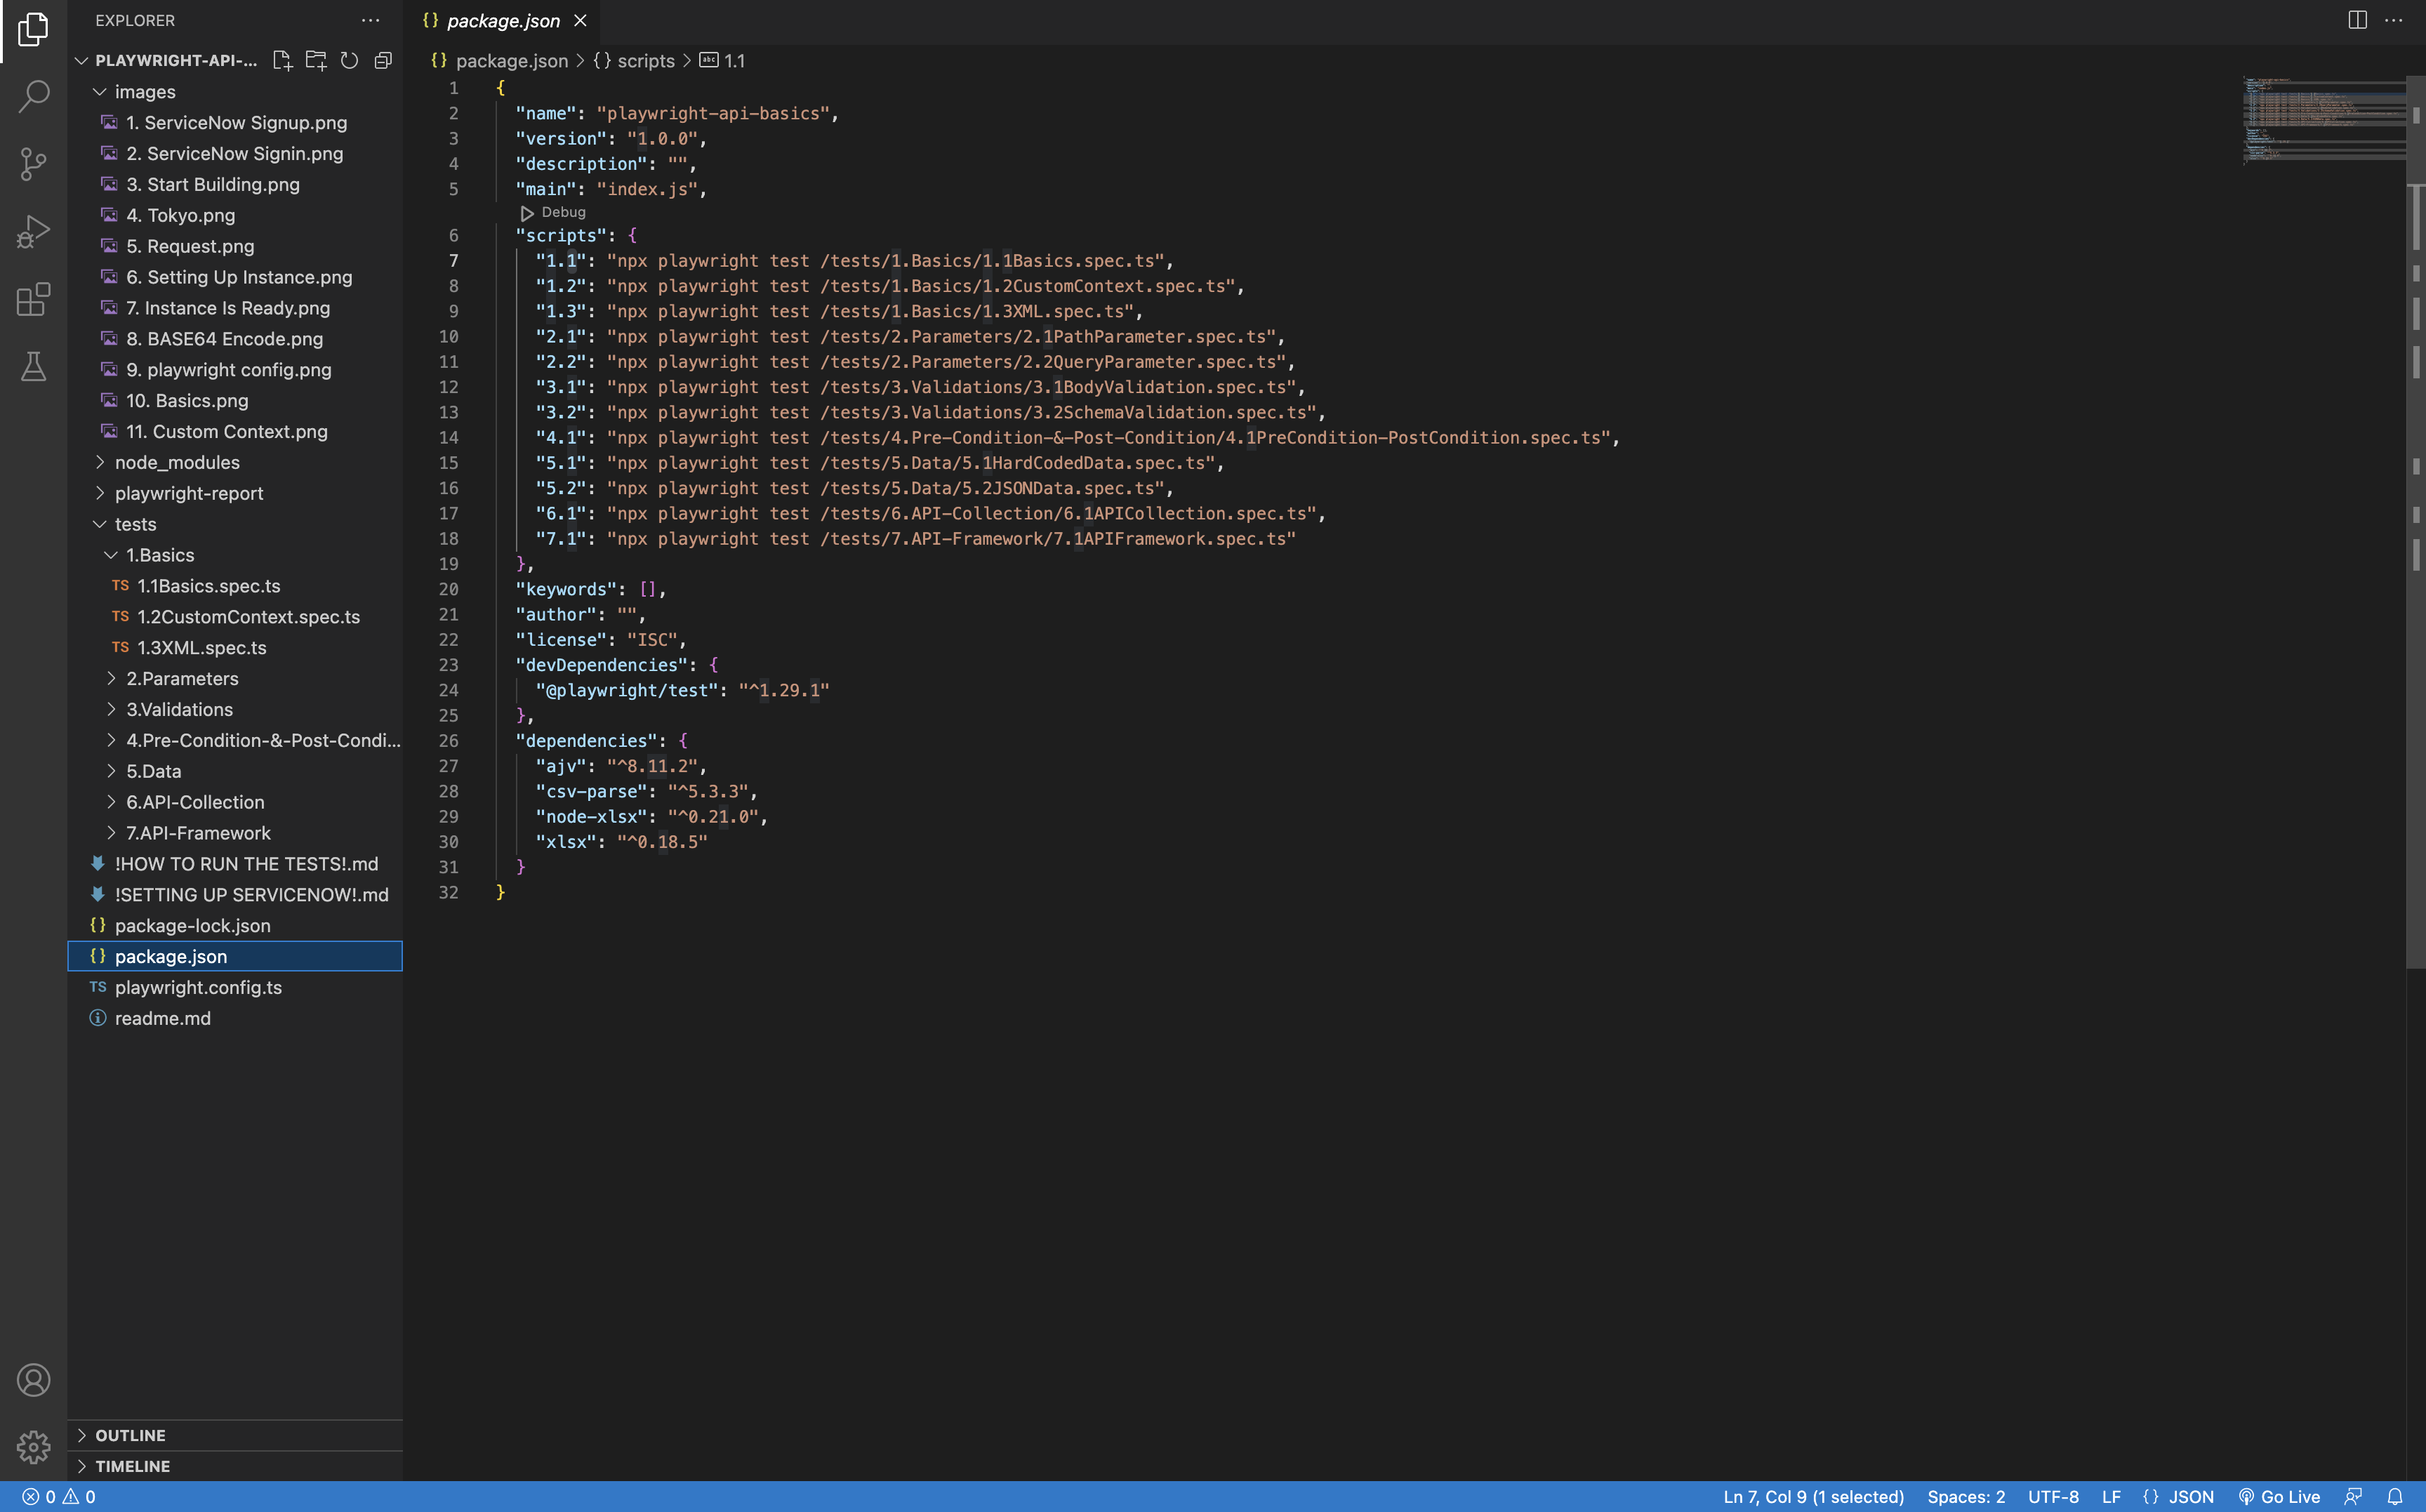 EXPLORER
PLAYWRIGHT-API-...
images
1. ServiceNow Signup.png
2. ServiceNow Signin.png
3. Start Building.png
4. Tokyo.png
5. Request.png
6. Setting Up Instance.png
7. Instance Is Ready.png
8. BASE64 Encode.png
9. playwright config.png
10. Basics.png
11. Custom Context.png
node_modules
playwright-report
tests
1.Basics
TS 1.1Basics.spec.ts
TS 1.2CustomContext.spec.ts
TS 1.3XML.spec.ts
2.Parameters
3.Validations
4.Pre-Condition-&-Post-Condi...
5.Data
6.API-Collection
7.API-Framework
!HOW TO RUN THE TESTS!.md
!SETTING UP SERVICENOW!.md
{} package-lock.json
{} package.json
TS playwright.config.ts
readme.md
OUTLINE
TIMELINE
{} package.json
{} package.json > {} scripts > abc 1.1
1 {
2 "name": "playwright-api-basics",
3 "version": "1.0.0",
4 "description": "",
5 "main": "index.js",
Debug
6 "scripts": {
7 "1.1": "npx playwright test /tests/1.Basics/1.1Basics.spec.ts",
8 "1.2": "npx playwright test /tests/1.Basics/1.2CustomContext.spec.ts",
9 "1.3": "npx playwright test /tests/1.Basics/1.3XML.spec.ts",
10 "2.1": "npx playwright test /tests/2.Parameters/2.1PathParameter.spec.ts",
11 "2.2": "npx playwright test /tests/2.Parameters/2.2QueryParameter.spec.ts",
12 "3.1": "npx playwright test /tests/3.Validations/3.1BodyValidation.spec.ts",
13 "3.2": "npx playwright test /tests/3.Validations/3.2SchemaValidation.spec.ts",
14 "4.1": "npx playwright test /tests/4.Pre-Condition-&-Post-Condition/4.1PreCondition-PostCondition.spec.ts",
15 "5.1": "npx playwright test /tests/5.Data/5.1HardCodedData.spec.ts",
16 "5.2": "npx playwright test /tests/5.Data/5.2JSONData.spec.ts",
17 "6.1": "npx playwright test /tests/6.API-Collection/6.1APICollection.spec.ts",
18 "7.1": "npx playwright test /tests/7.API-Framework/7.1APIFramework.spec.ts"
19 },
20 "keywords": [],
21 "author": "",
22 "license": "ISC",
23 "devDependencies": {
24 "@playwright/test": "^1.29.1"
25 },
26 "dependencies": {
27 "ajv": "^8.11.2",
28 "csv-parse": "^5.3.3",
29 "node-xlsx": "^0.21.0",
30 "xlsx": "^0.18.5"
31 }
32 }
0 0
Ln 7, Col 9 (1 selected) Spaces: 2 UTF-8 LF {} JSON Go Live